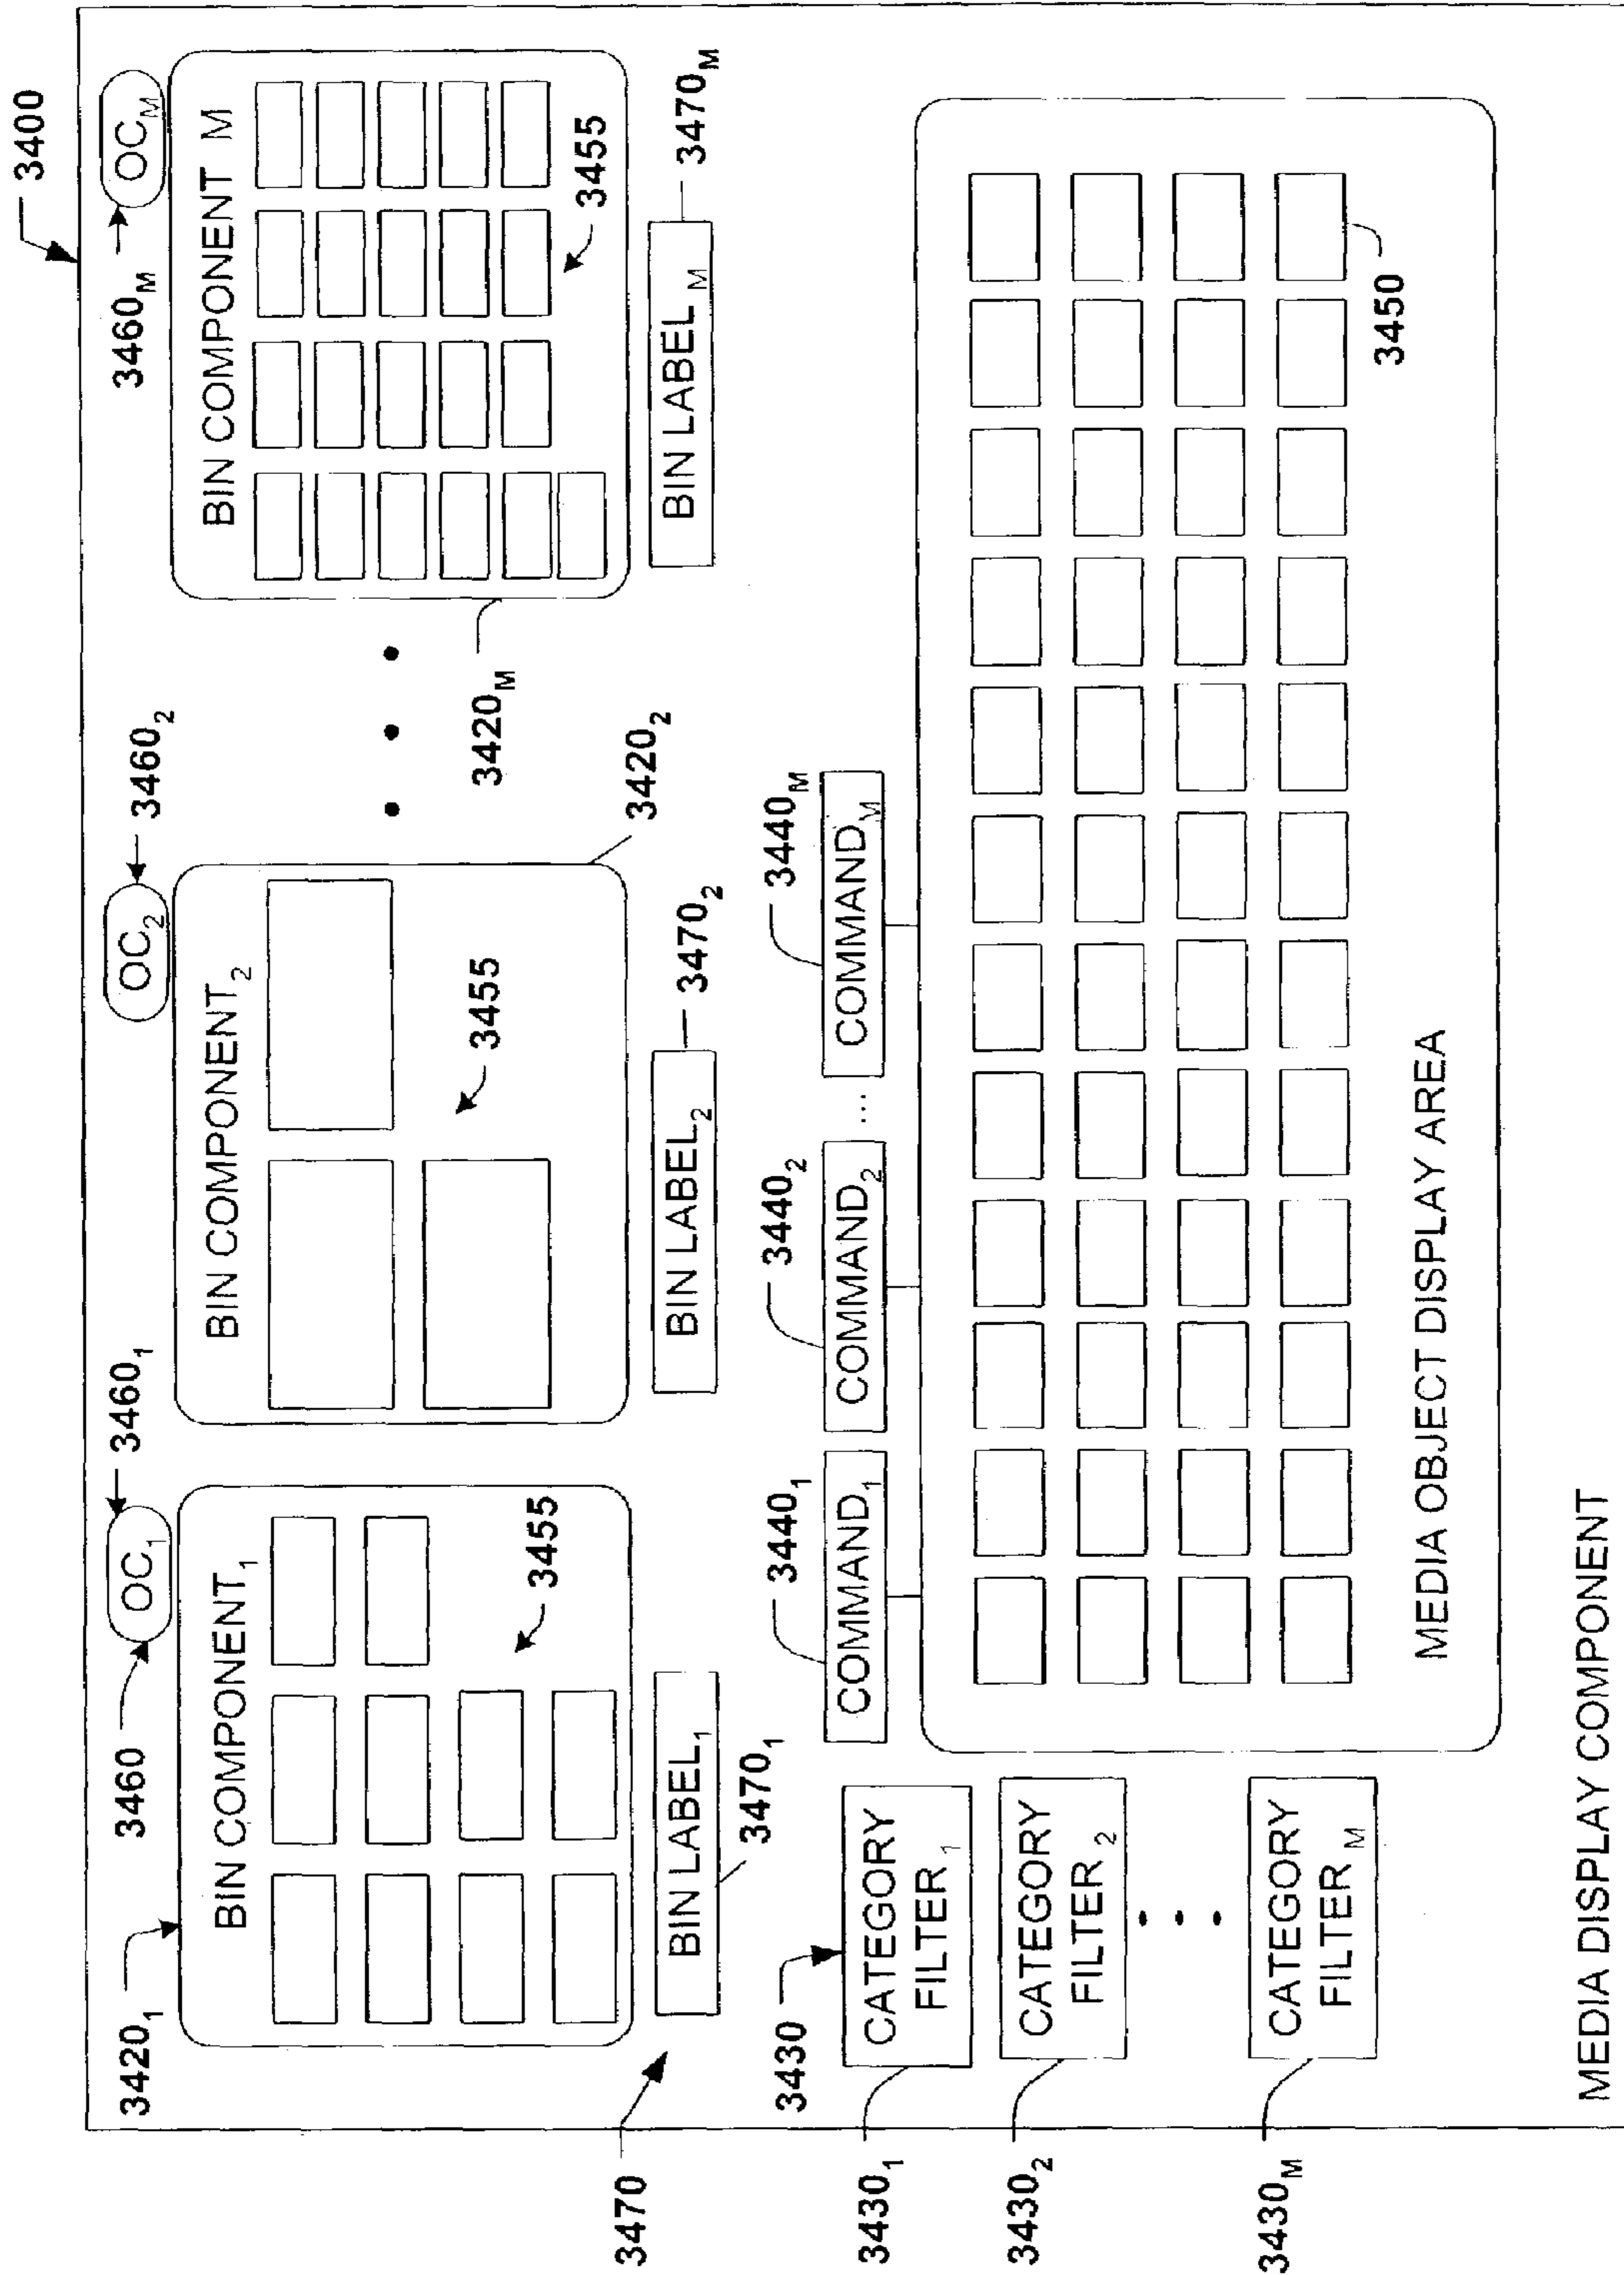 3400
3460
3460₁
3460₂
3460M
OC₁
OC₂
OCM
3420₁
BIN COMPONENT₁
BIN COMPONENT₂
BIN COMPONENT M
3455
3455
3455
3420₂
3420M
3470
BIN LABEL₁
3470₁
BIN LABEL₂
3470₂
BIN LABEL M
3470M
• • •
3440₁
3440₂
3440M
COMMAND₁
COMMAND₂
...
COMMANDM
3430
3430₁
CATEGORY
FILTER₁
3430₂
CATEGORY
FILTER₂
• • •
3430M
CATEGORY
FILTER M
3450
MEDIA OBJECT DISPLAY AREA
MEDIA DISPLAY COMPONENT